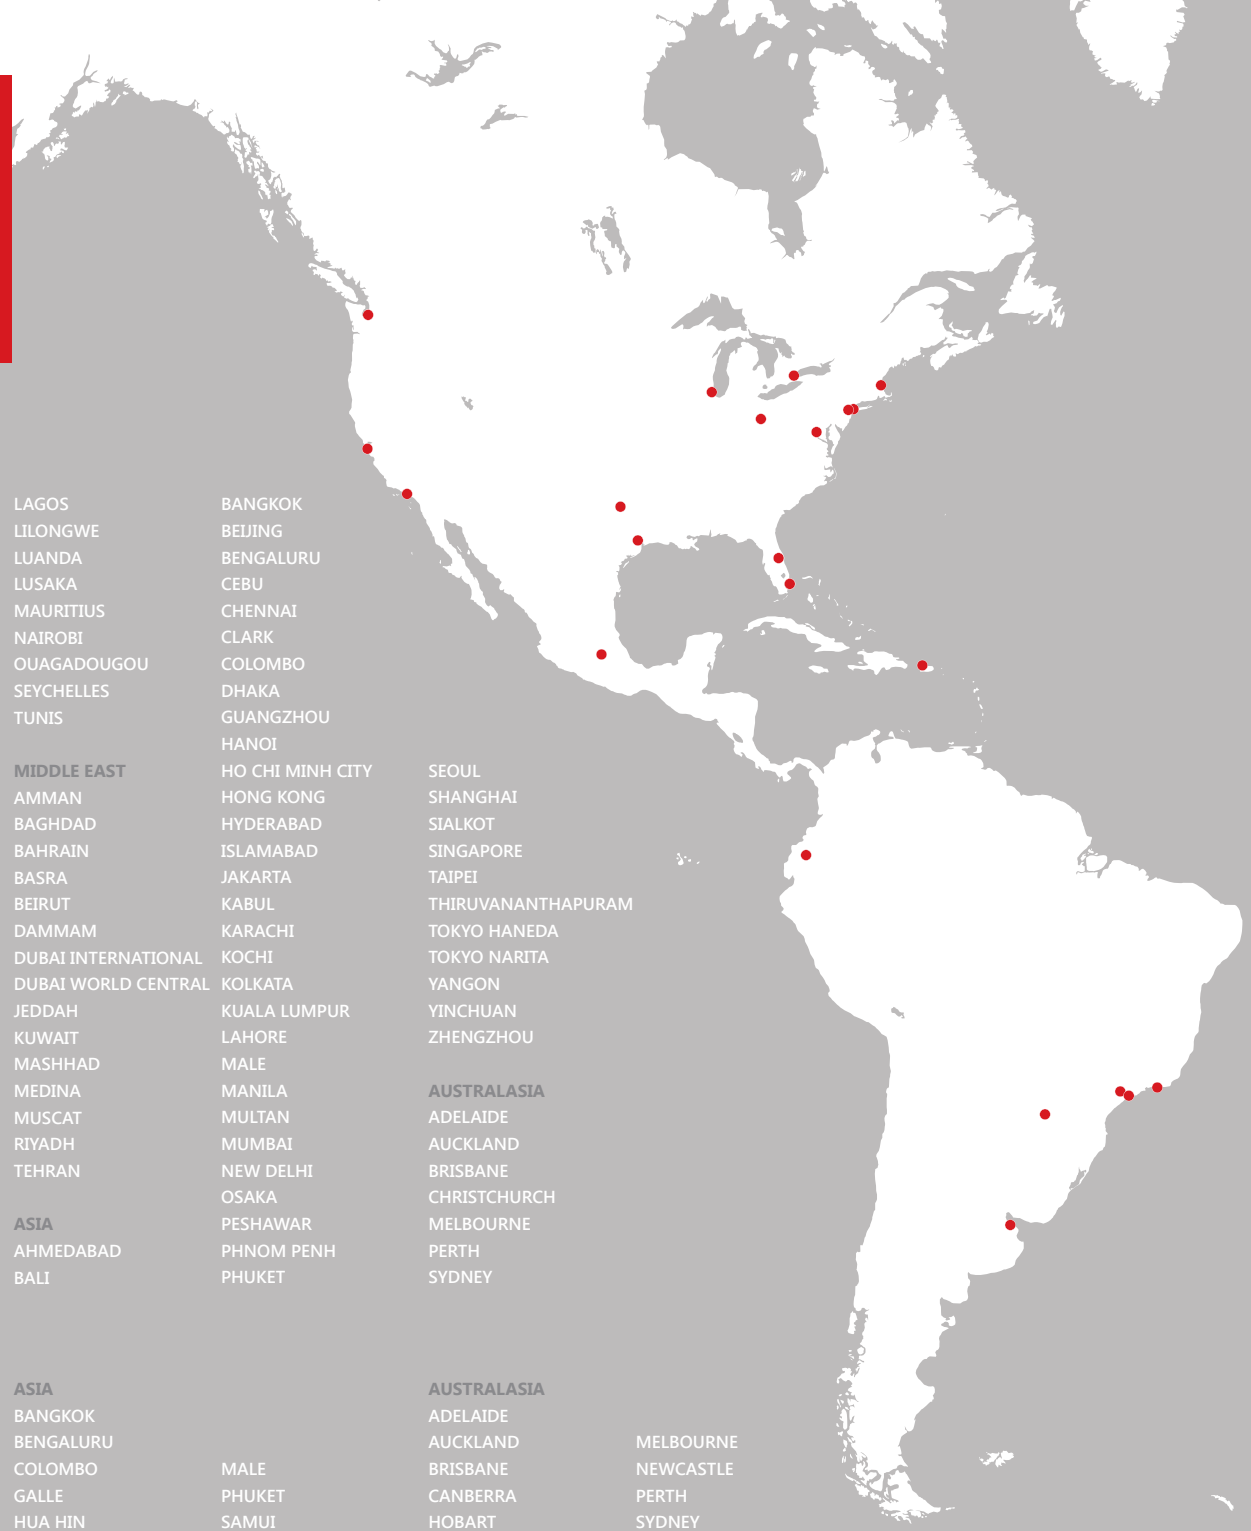 LAGOS
LILONGWE
LUANDA
LUSAKA
MAURITIUS
NAIROBI
OUAGADOUGOU
SEYCHELLES
TUNIS
MIDDLE EAST
AMMAN
BAGHDAD
BAHRAIN
BASRA
BEIRUT
DAMMAM
DUBAI INTERNATIONAL
DUBAI WORLD CENTRAL
JEDDAH
KUWAIT
MASHHAD
MEDINA
MUSCAT
RIYADH
TEHRAN
ASIA
AHMEDABAD
BALI
BANGKOK
BEIJING
BENGALURU
CEBU
CHENNAI
CLARK
COLOMBO
DHAKA
GUANGZHOU
HANOI
HO CHI MINH CITY
HONG KONG
HYDERABAD
ISLAMABAD
JAKARTA
KABUL
KARACHI
KOCHI
KOLKATA
KUALA LUMPUR
LAHORE
MALE
MANILA
MULTAN
MUMBAI
NEW DELHI
OSAKA
PESHAWAR
PHNOM PENH
PHUKET
SEOUL
SHANGHAI
SIALKOT
SINGAPORE
TAIPEI
THIRUVANANTHAPURAM
TOKYO HANEDA
TOKYO NARITA
YANGON
YINCHUAN
ZHENGZHOU
AUSTRALASIA
ADELAIDE
AUCKLAND
BRISBANE
CHRISTCHURCH
MELBOURNE
PERTH
SYDNEY
ASIA
BANGKOK
BENGALURU
COLOMBO
GALLE
HUA HIN
MALE
PHUKET
SAMUI
AUSTRALASIA
ADELAIDE
AUCKLAND
BRISBANE
CANBERRA
HOBART
MELBOURNE
NEWCASTLE
PERTH
SYDNEY